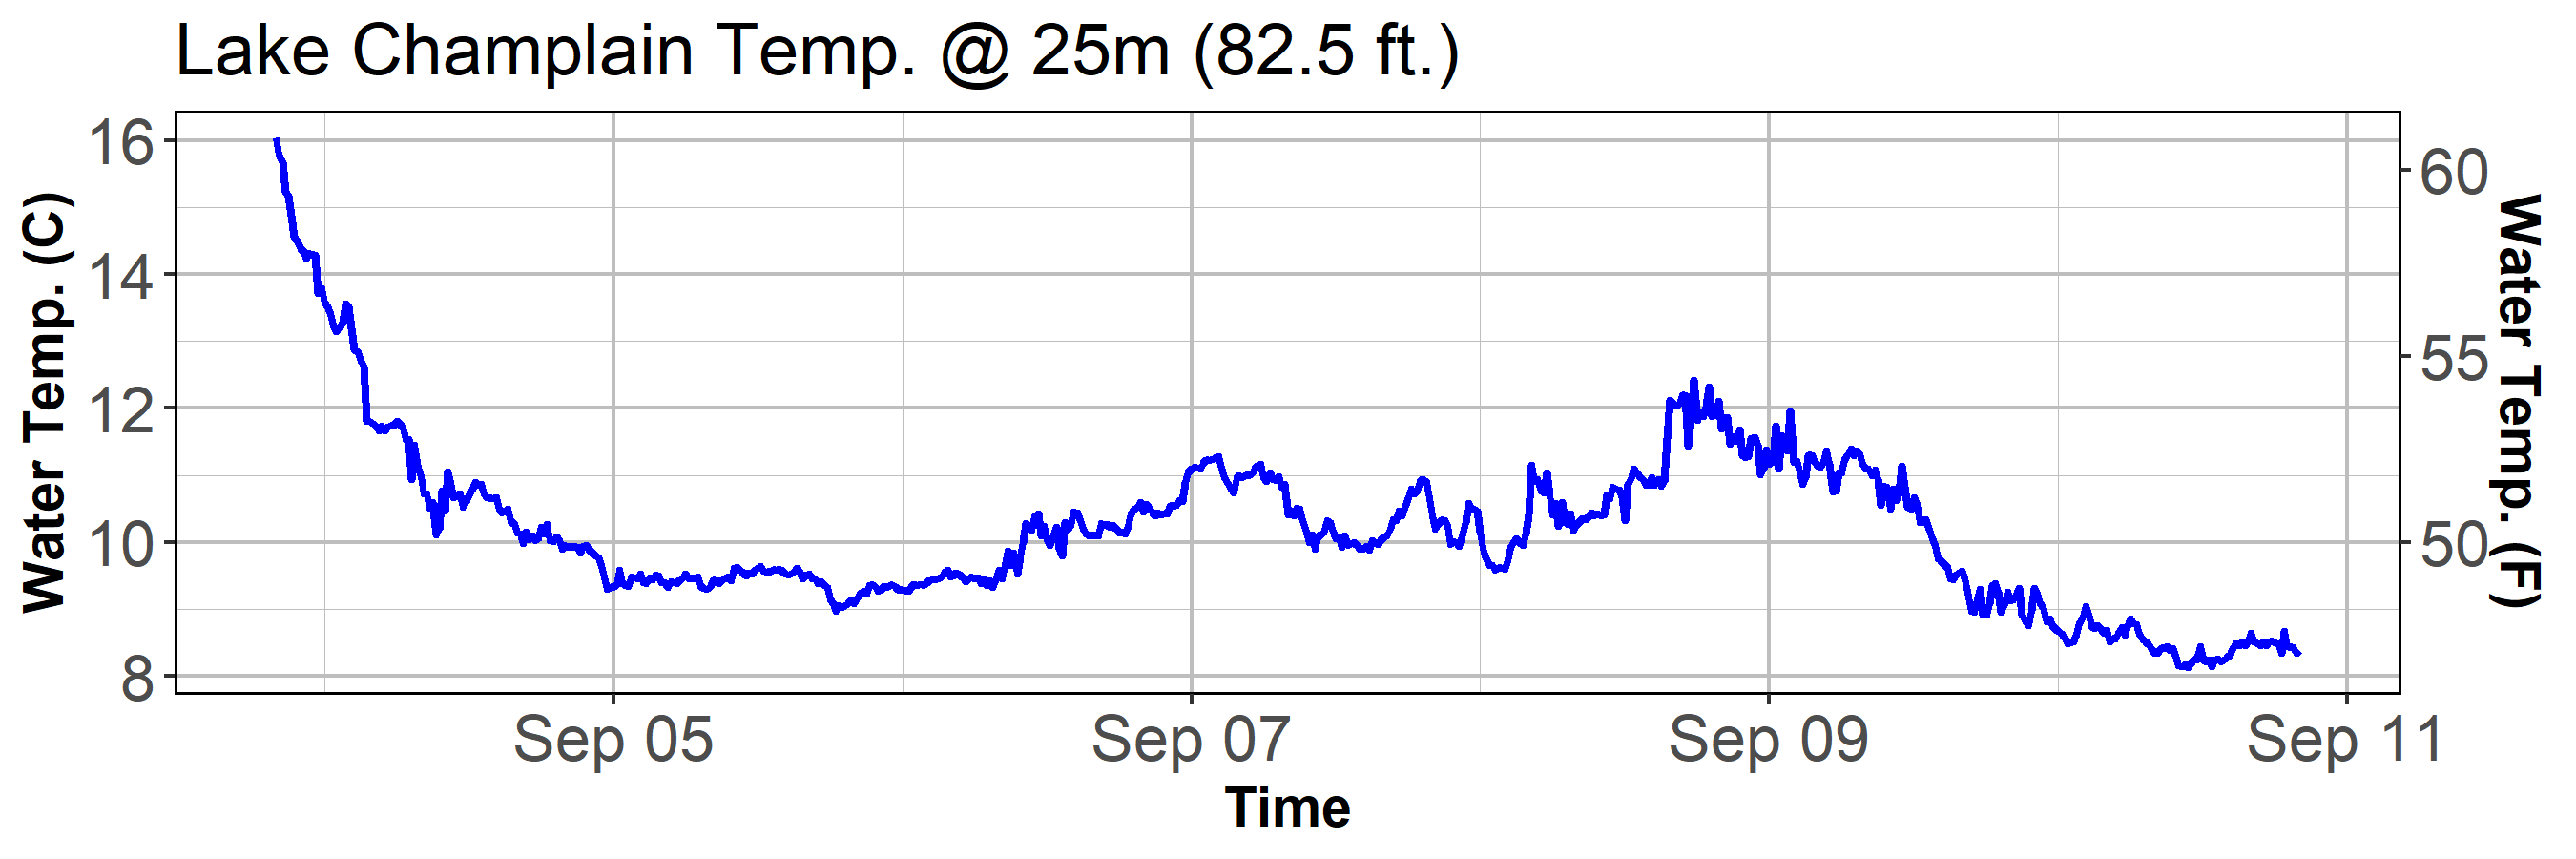 Lake Champlain Temp. @ 25m (82.5 ft.)
Water Temp. (C)
16
14
12
10
8
60
55
50
Water Temp. (F)
Sep 05
Sep 07
Sep 09
Sep 11
Time